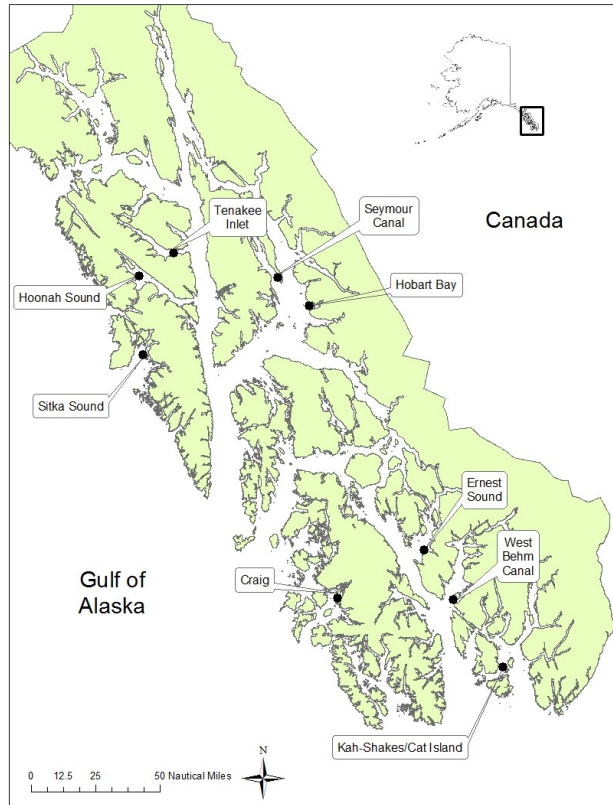 Tenakee
Inlet
Seymour
Canal
Canada
Hoonah Sound
Hobart Bay
Sitka Sound
Ernest
Sound
West
Behm
Canal
Gulf of
Alaska
Craig
Kah-Shakes/Cat Island
N
0 12.5 25 50 Nautical Miles